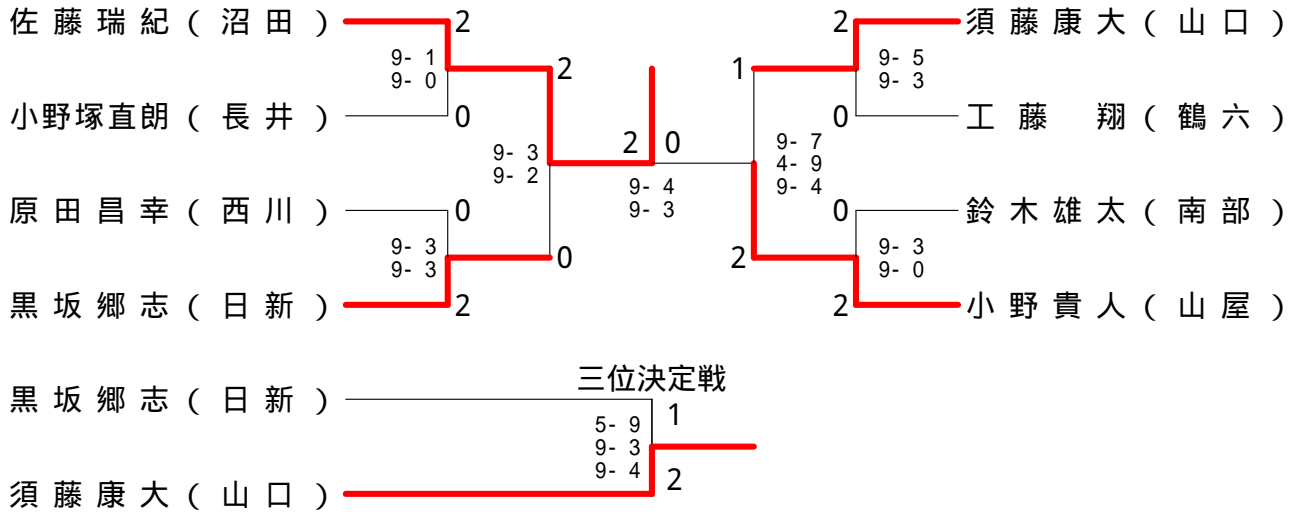 佐藤瑞紀(沼田) 2 2 須藤康大(山口)
9- 1 9- 5
9- 0 2 1 9- 3
小野塚直朗(長井) 0 0 工藤 翔(鶴六)
9- 3 2 0 9- 7
9- 2 9- 4 4- 9
9- 3 9- 4
原田昌幸(西川) 0 0 鈴木雄太(南部)
9- 3 9- 3
9- 3 0 2 9- 0
黒坂郷志(日新) 2 2 小野貴人(山屋)
三位決定戦
黒坂郷志(日新) 1
5- 9
9- 3
9- 4
須藤康大(山口) 2